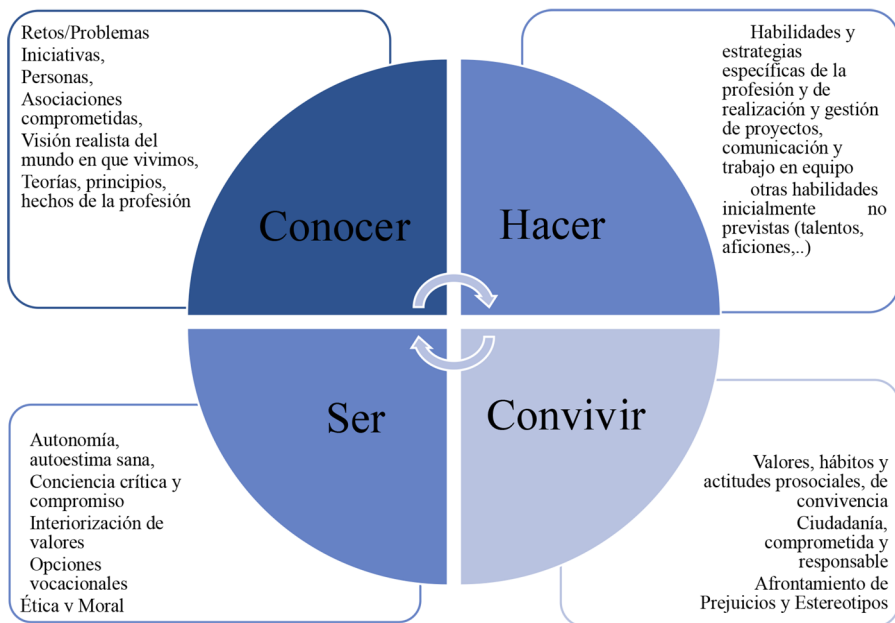 Retos/Problemas
Iniciativas,
Personas,
Asociaciones
comprometidas,
Visión realista del
mundo en que vivimos,
Teorías, principios,
hechos de la profesión
Conocer
Hacer
Habilidades y
estrategias
específicas de la
profesión y de
realización y gestión
de proyectos,
comunicación y
trabajo en equipo
otras habilidades
inicialmente no
previstas (talentos,
aficiones,..)
Autonomía,
autoestima sana,
Conciencia crítica y
compromiso
Interiorización de
valores
Opciones
vocacionales
Ética v Moral
Ser
Convivir
Valores, hábitos y
actitudes prosociales, de
convivencia
Ciudadanía,
comprometida y
responsable
Afrontamiento de
Prejuicios y Estereotipos